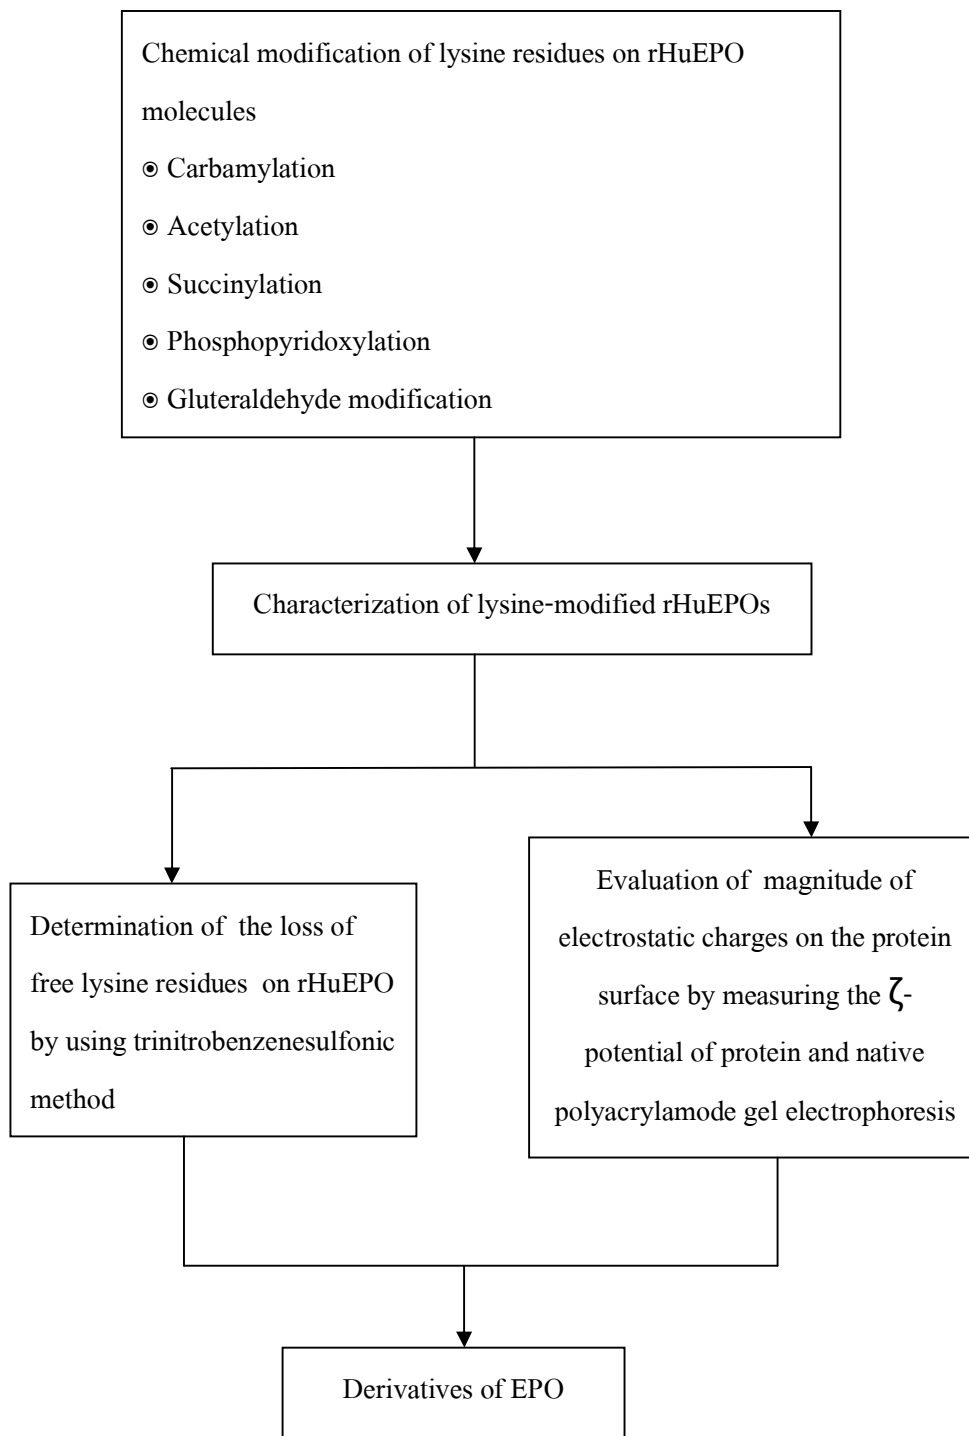 Chemical modification of lysine residues on rHuEPO
molecules
⦿ Carbamylation
⦿ Acetylation
⦿ Succinylation
⦿ Phosphopyridoxylation
⦿ Gluteraldehyde modification
Characterization of lysine-modified rHuEPOs
Determination of the loss of
free lysine residues on rHuEPO
by using trinitrobenzenesulfonic
method
Evaluation of magnitude of
electrostatic charges on the protein
surface by measuring the ζ-
potential of protein and native
polyacrylamode gel electrophoresis
Derivatives of EPO